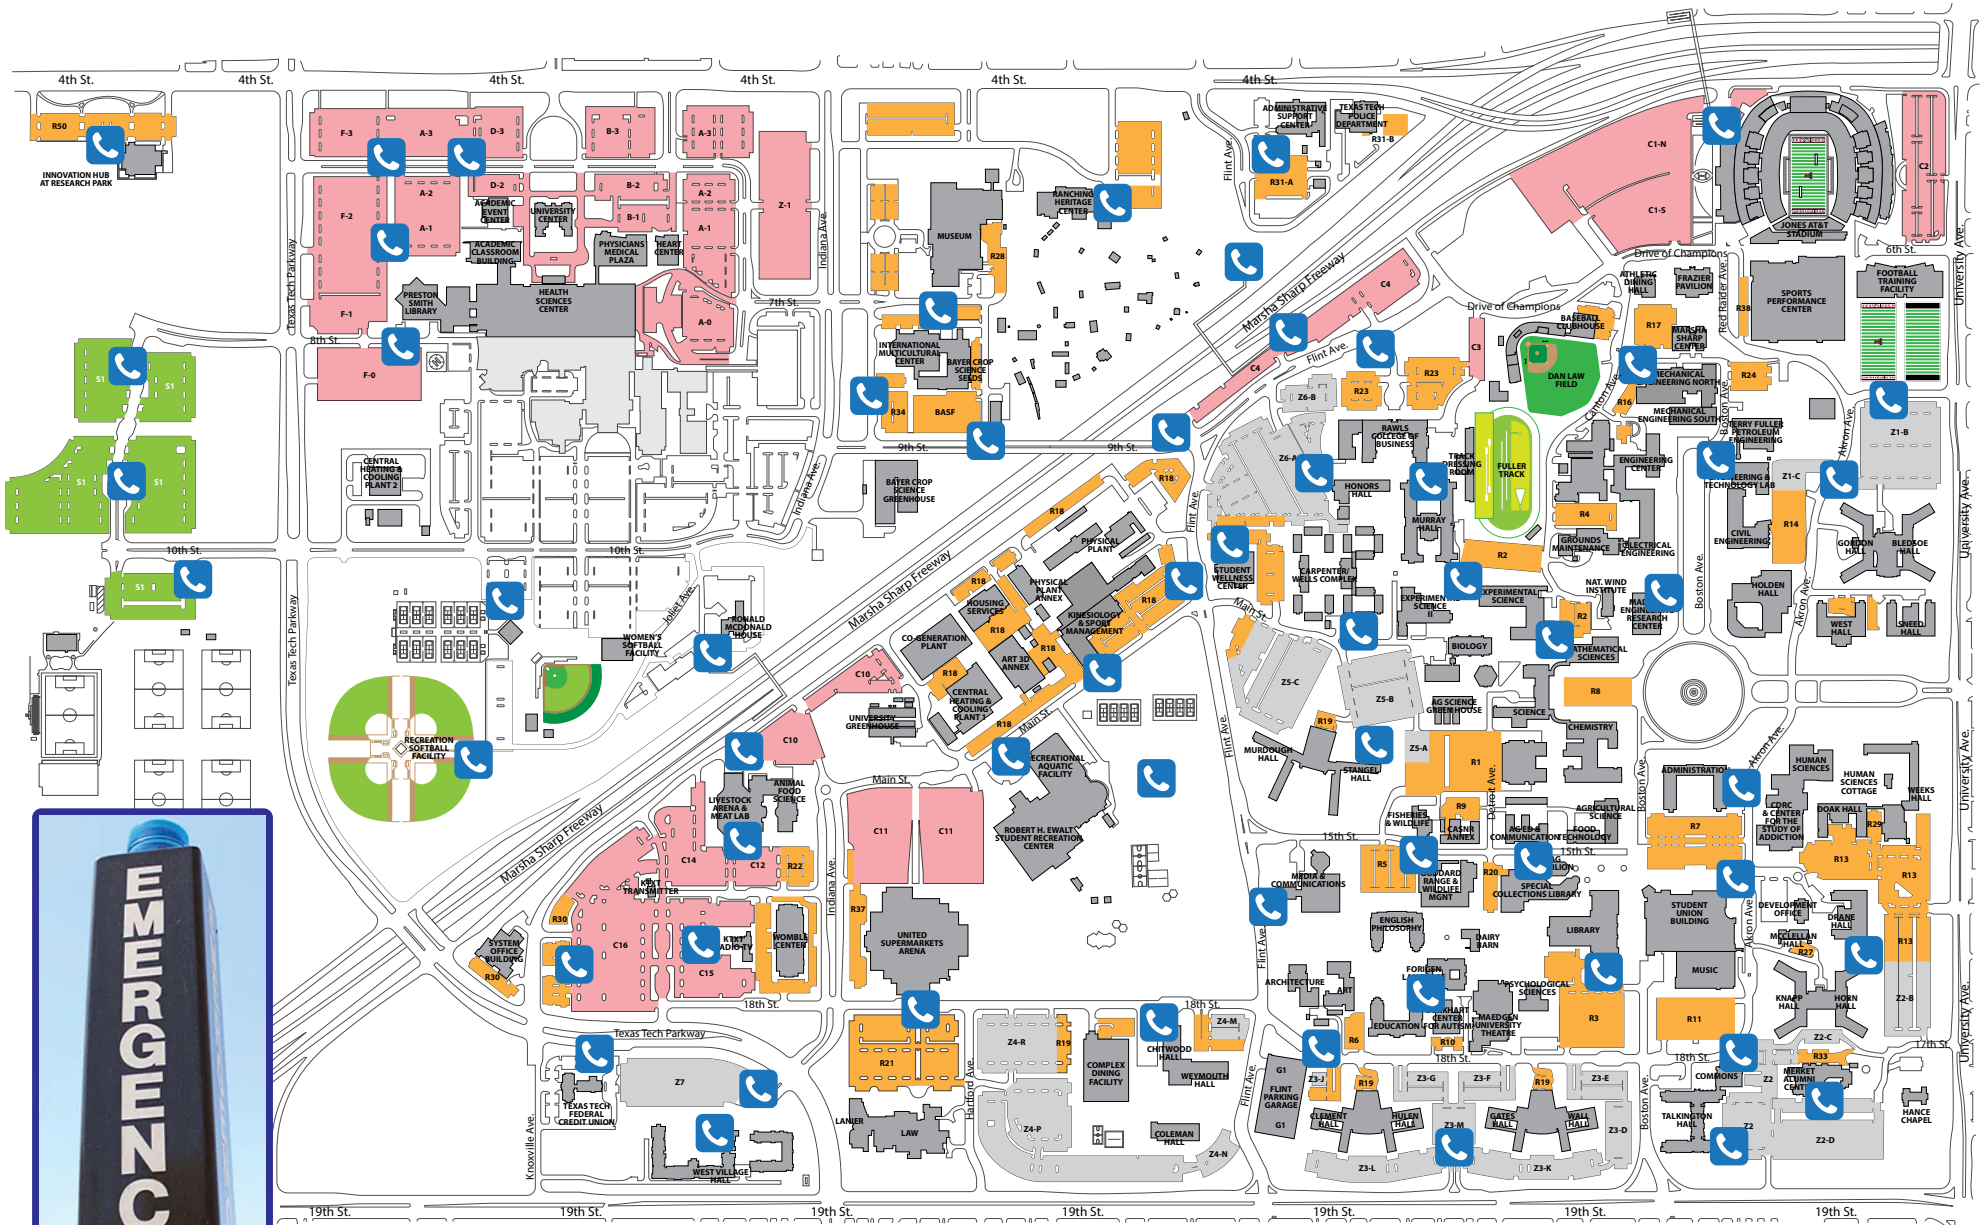 4th St.
4th St.
4th St.
4th St.
4th St.
4th St.
R50
INNOVATION HUB
AT RESEARCH PARK
F-3
A-3
D-3
B-3
A-3
Z-1
F-2
A-2
A-1
D-2
B-2
B-1
A-2
A-1
F-1
A-0
ACADEMIC
EVENT
CENTER
UNIVERSITY
CENTER
ACADEMIC
CLASSROOM
BUILDING
PHYSICIANS
MEDICAL
PLAZA
HEART
CENTER
PRESTON
SMITH
LIBRARY
HEALTH
SCIENCES
CENTER
Texas Tech Parkway
Indiana Ave.
7th St.
8th St.
F-0
MUSEUM
R28
RANCHING
HERITAGE
CENTER
INTERNATIONAL
MULTICULTURAL
CENTER
BAYER CROP
SCIENCE
SEEDS
R34
BASF
9th St.
9th St.
BAYER CROP
SCIENCE
GREENHOUSE
Flint Ave.
ADMINISTRATIVE
SUPPORT
CENTER
TEXAS TECH
POLICE
DEPARTMENT
R31-B
R31-A
Marsha Sharp Freeway
C4
C4
C3
C1-N
C1-S
C2
JONES AT&T
STADIUM
6th St.
Drive of Champions
Drive of Champions
University Ave.
ATHLETIC
DINING
HALL
FRAZIER
PAVILION
Red Raider Ave.
R38
SPORTS
PERFORMANCE
CENTER
FOOTBALL
TRAINING
FACILITY
BASEBALL
CLUBHOUSE
R17
MARSHA
SHARP
CENTER
DAN LAW
FIELD
Canton Ave.
R16
MECHANICAL
ENGINEERING SOUTH
R24
Boston Ave.
TERRY FULLER
PETROLEUM
ENGINEERING
Akron Ave.
Z1-B
Z1-C
Flint Ave.
R23
R23
Z6-B
Z6-A
RAWLS
COLLEGE OF
BUSINESS
HONORS
HALL
MURRAY
HALL
FULLER
TRACK
ENGINEERING
CENTER
R4
GROUNDS
MAINTENANCE
ELECTRICAL
ENGINEERING
R2
CIVIL
ENGINEERING
R14
GORDON
HALL
BLEDSOE
HALL
University Ave.
S1
S1
S1
S1
S1
10th St.
10th St.
CENTRAL
HEATING &
COOLING
PLANT 2
Indiana Ave.
Texas Tech Parkway
Joliet Ave.
WOMEN'S
SOFTBALL
FACILITY
RONALD
MCDONALD
HOUSE
RECREATION
SOFTBALL
FACILITY
Marsha Sharp Freeway
Marsha Sharp Freeway
R18
R18
PHYSICAL
PLANT
PHYSICAL
PLANT
ANNEX
R18
HOUSING
SERVICES
R18
KINESIOLOGY
& SPORT
MANAGEMENT
R18
CO-GENERATION
PLANT
ART 3D
ANNEX
R18
R18
CENTRAL
HEATING &
COOLING
PLANT 1
R18
Main St.
C10
C10
UNIVERSITY
GREENHOUSE
Main St.
Flint Ave.
STUDENT
WELLNESS
CENTER
Main St.
CARPENTER/
WELLS COMPLEX
EXPERIMENTAL
SCIENCE
BIOLOGY
NAT. WIND
INSTITUTE
R2
HOLDEN
HALL
WEST
HALL
SNEED
HALL
Boston Ave.
Akron Ave.
R8
Z5-C
Z5-B
Z5-A
R19
MURDOUGH
HALL
STANGEL
HALL
AG SCIENCE
GREENHOUSE
SCIENCE
CHEMISTRY
R1
Detroit Ave.
R9
CASNR
ANNEX
FISHERIES
& WILDLIFE
AGRICULTURAL
SCIENCE
FOOD
TECHNOLOGY
15th St.
15th St.
R5
R20
SPECIAL
COLLECTIONS LIBRARY
Boston Ave.
Akron Ave.
ADMINISTRATION
R7
HUMAN
SCIENCES
HUMAN
SCIENCES
COTTAGE
WEEKS
HALL
CDRC
& CENTER
FOR THE
STUDY OF
ADDICTION
DOAK HALL
R29
R13
R13
R13
University Ave.
LIVESTOCK
ARENA &
MEAT LAB
ANIMAL
FOOD
SCIENCE
C14
C12
R22
KTXT
TRANSMITTER
C11
C11
ROBERT H. EWALT
STUDENT RECREATION
CENTER
Indiana Ave.
R37
UNITED
SUPERMARKETS
ARENA
R30
R30
SYSTEM
OFFICE
BUILDING
C16
C15
WOMBLE
CENTER
18th St.
Texas Tech Parkway
Flint Ave.
Flint Ave.
MEDIA &
COMMUNICATIONS
ENGLISH
PHILOSOPHY
DAIRY
BARN
LIBRARY
STUDENT
UNION
BUILDING
MUSIC
DEVELOPMENT
OFFICE
DRANE
HALL
MCCLELLAN
HALL
R27
Akron Ave.
KNAPP
HALL
HORN
HALL
Z2-B
Z2-C
17th St.
ARCHITECTURE
ART
EDUCATION
PSYCHOLOGICAL
SCIENCES
MAEDGEN
UNIVERSITY
THEATRE
R3
R11
R6
R10
18th St.
18th St.
18th St.
Z7
TEXAS TECH
FEDERAL
CREDIT UNION
Knoxville Ave.
WEST VILLAGE
HALL
R21
LANIER
LAW
Hartford Ave.
Z4-R
R19
COMPLEX
DINING
FACILITY
CHITWOOD
HALL
WEYMOUTH
HALL
Z4-M
Z4-P
COLEMAN
HALL
Z4-N
Flint Ave.
G1
FLINT
PARKING
GARAGE
G1
Z3-J
R19
Z3-G
Z3-F
R19
Z3-E
CLEMENT
HALL
HULEN
HALL
Z3-M
GATES
HALL
WALL
HALL
Z3-D
Z3-L
Z3-K
Boston Ave.
COMMONS
Z2
R33
TALKINGTON
HALL
Z2
Z2-D
HANCE
CHAPEL
University Ave.
19th St.
19th St.
19th St.
19th St.
19th St.
19th St.
19th St.
EMERGENC